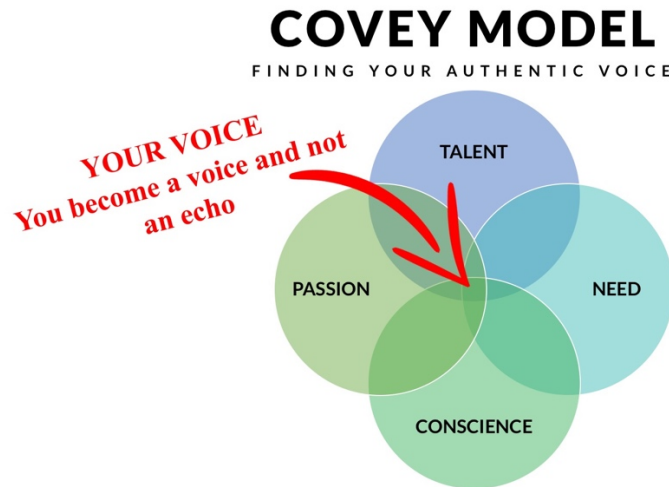 COVEY MODEL
FINDING YOUR AUTHENTIC VOICE
YOUR VOICE
You become a voice and not
an echo
TALENT
PASSION
NEED
CONSCIENCE